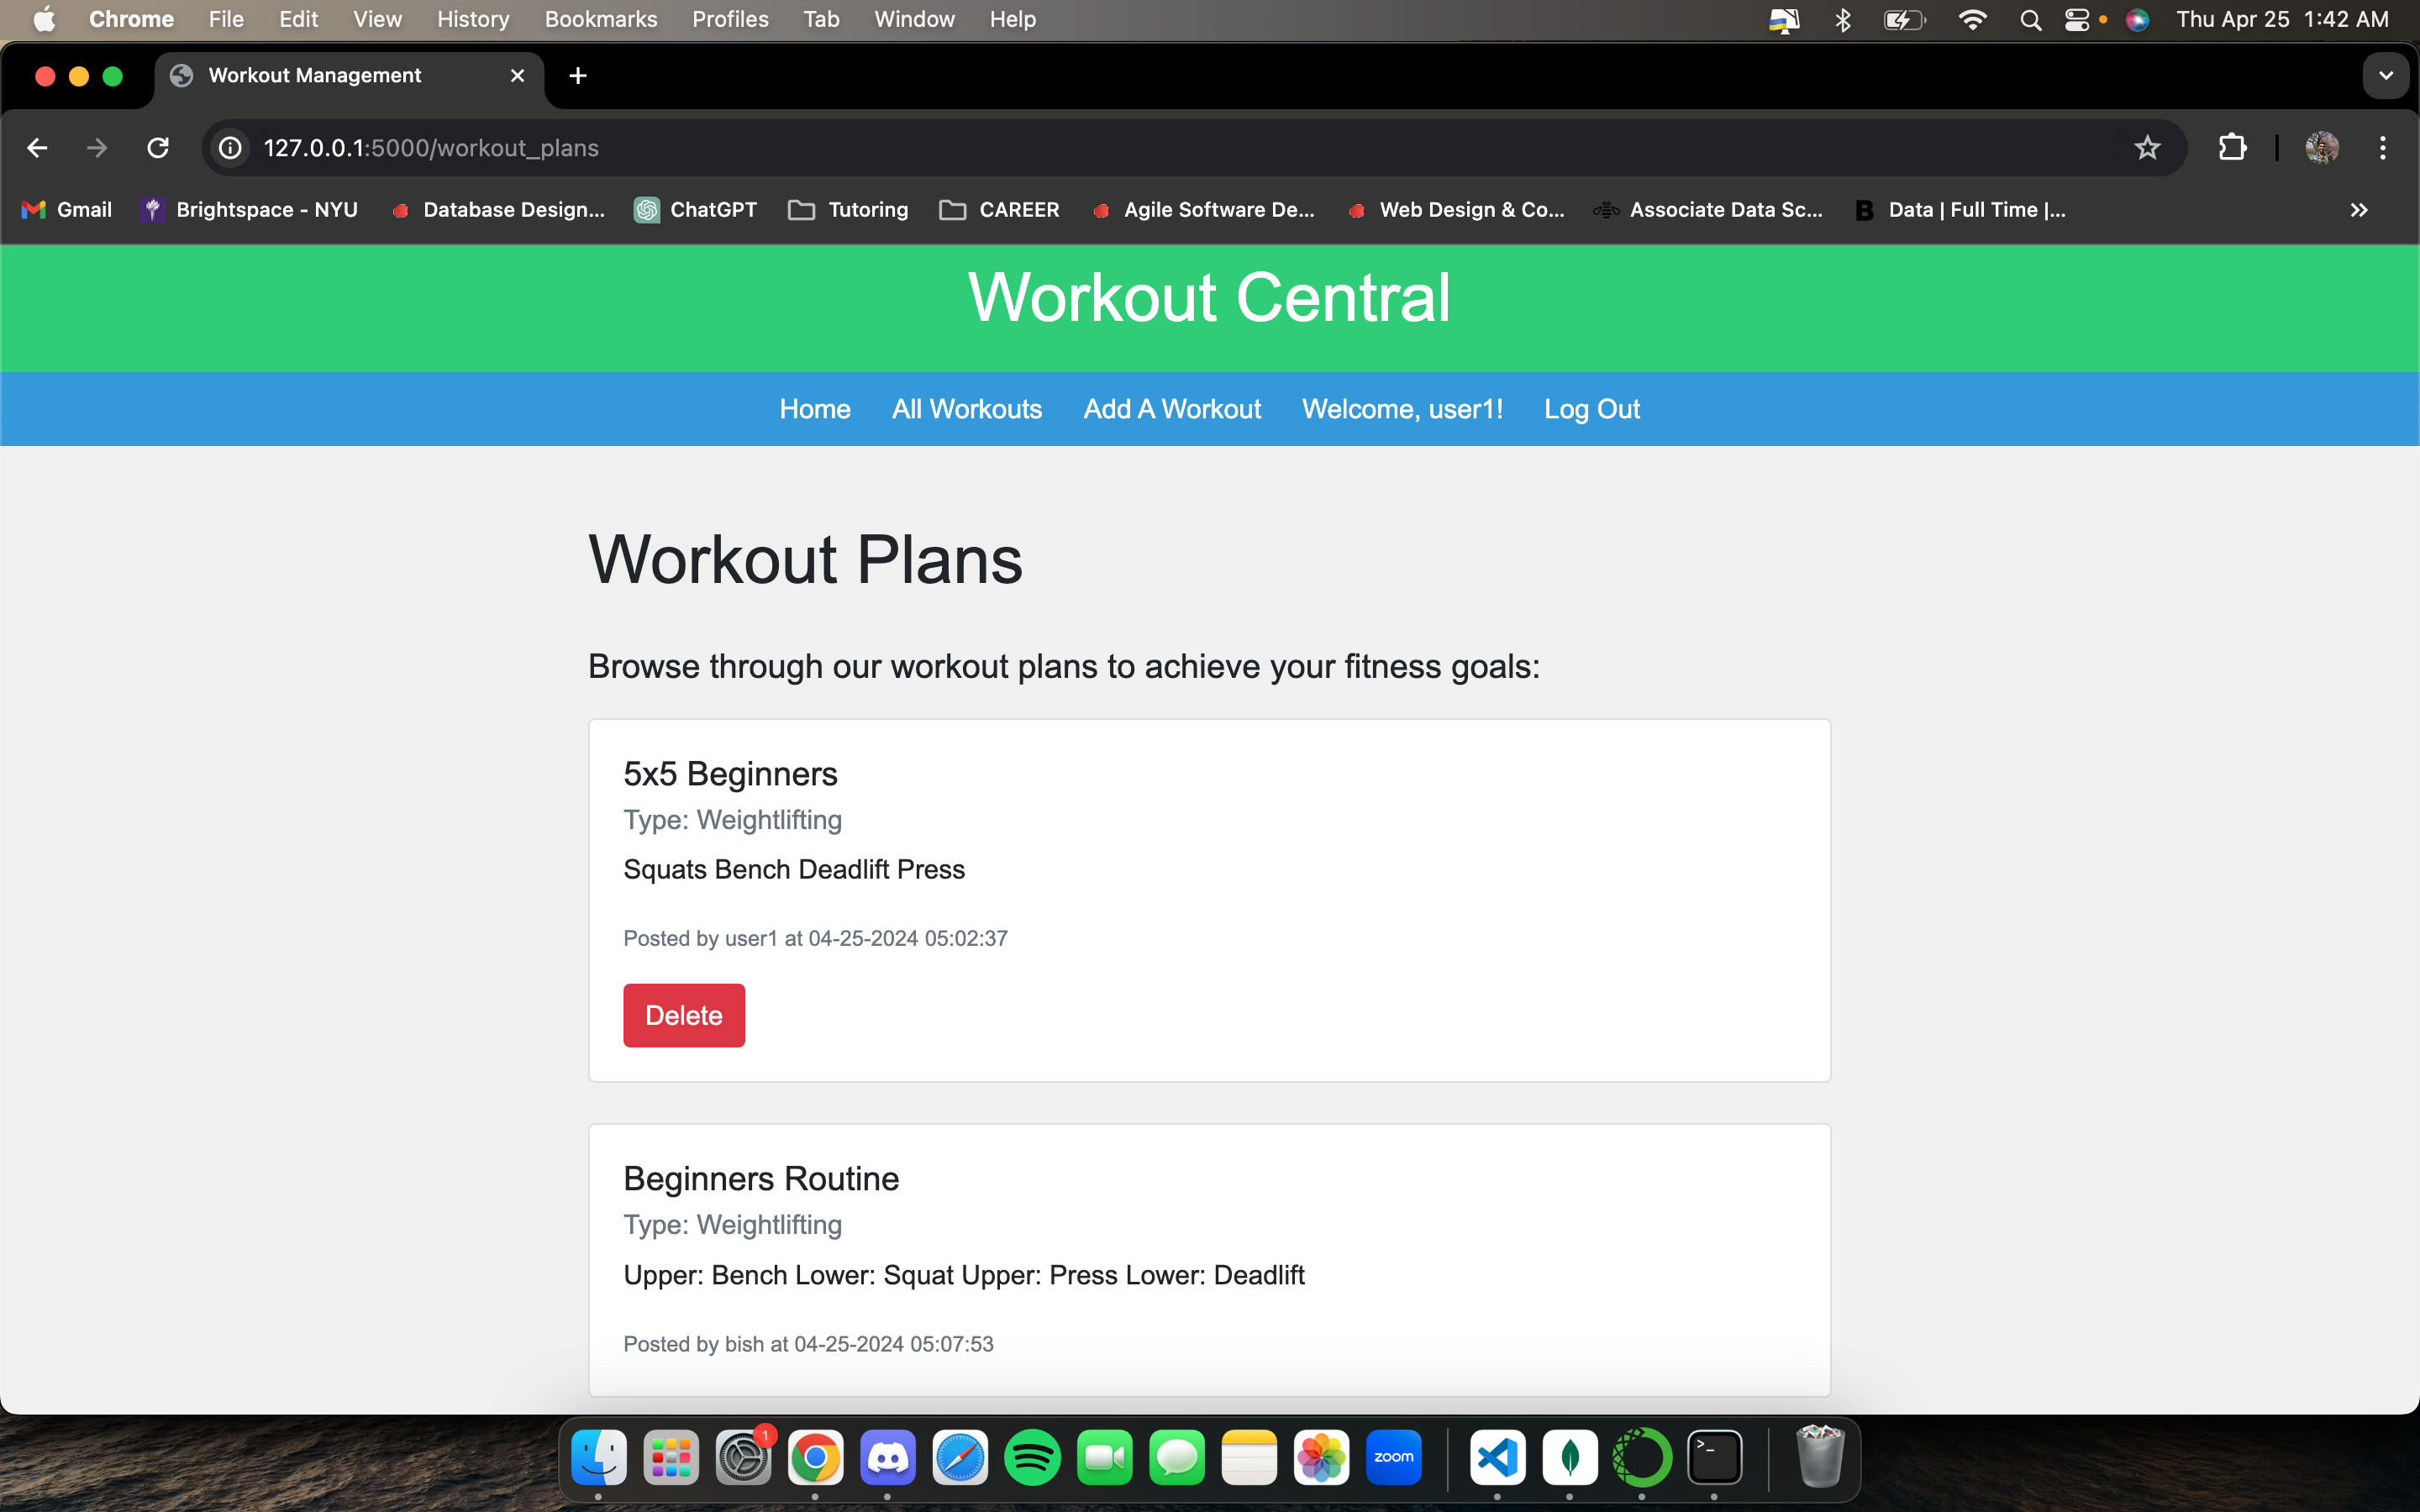 Chrome File Edit View History Bookmarks Profiles Tab Window Help Thu Apr 25 1:42 AM
Workout Management
127.0.0.1:5000/workout_plans
Gmail Brightspace - NYU Database Design... ChatGPT Tutoring CAREER Agile Software De... Web Design & Co... Associate Data Sc... B Data | Full Time |...
Workout Central
Home All Workouts Add A Workout Welcome, user1! Log Out
Workout Plans
Browse through our workout plans to achieve your fitness goals:
5x5 Beginners
Type: Weightlifting
Squats Bench Deadlift Press
Posted by user1 at 04-25-2024 05:02:37
Delete
Beginners Routine
Type: Weightlifting
Upper: Bench Lower: Squat Upper: Press Lower: Deadlift
Posted by bish at 04-25-2024 05:07:53
1
zoom